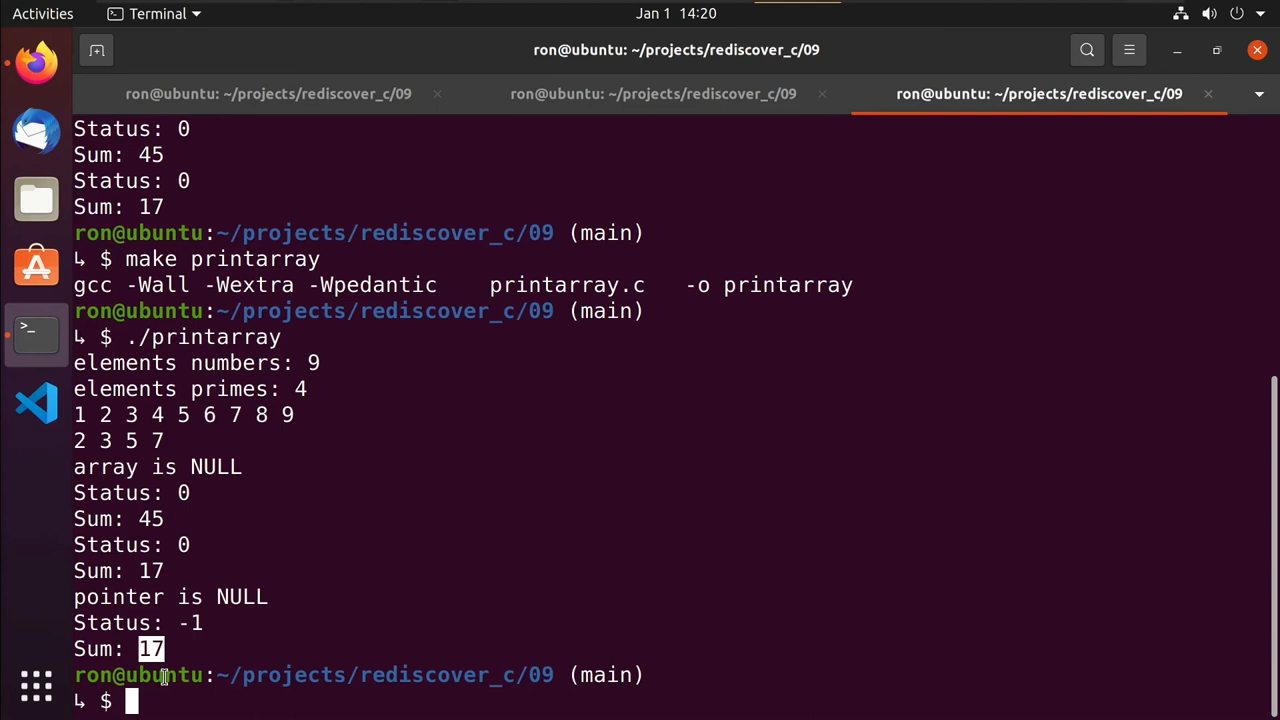 Activities Terminal Jan 1 14:20
ron@ubuntu: ~/projects/rediscover_c/09
ron@ubuntu: ~/projects/rediscover_c/09 ron@ubuntu: ~/projects/rediscover_c/09 ron@ubuntu: ~/projects/rediscover_c/09
Status: 0
Sum: 45
Status: 0
Sum: 17
ron@ubuntu:~/projects/rediscover_c/09 (main)
↳ $ make printarray
gcc -Wall -Wextra -Wpedantic    printarray.c   -o printarray
ron@ubuntu:~/projects/rediscover_c/09 (main)
↳ $ ./printarray
elements numbers: 9
elements primes: 4
1 2 3 4 5 6 7 8 9
2 3 5 7
array is NULL
Status: 0
Sum: 45
Status: 0
Sum: 17
pointer is NULL
Status: -1
Sum: 17
ron@ubuntu:~/projects/rediscover_c/09 (main)
↳ $